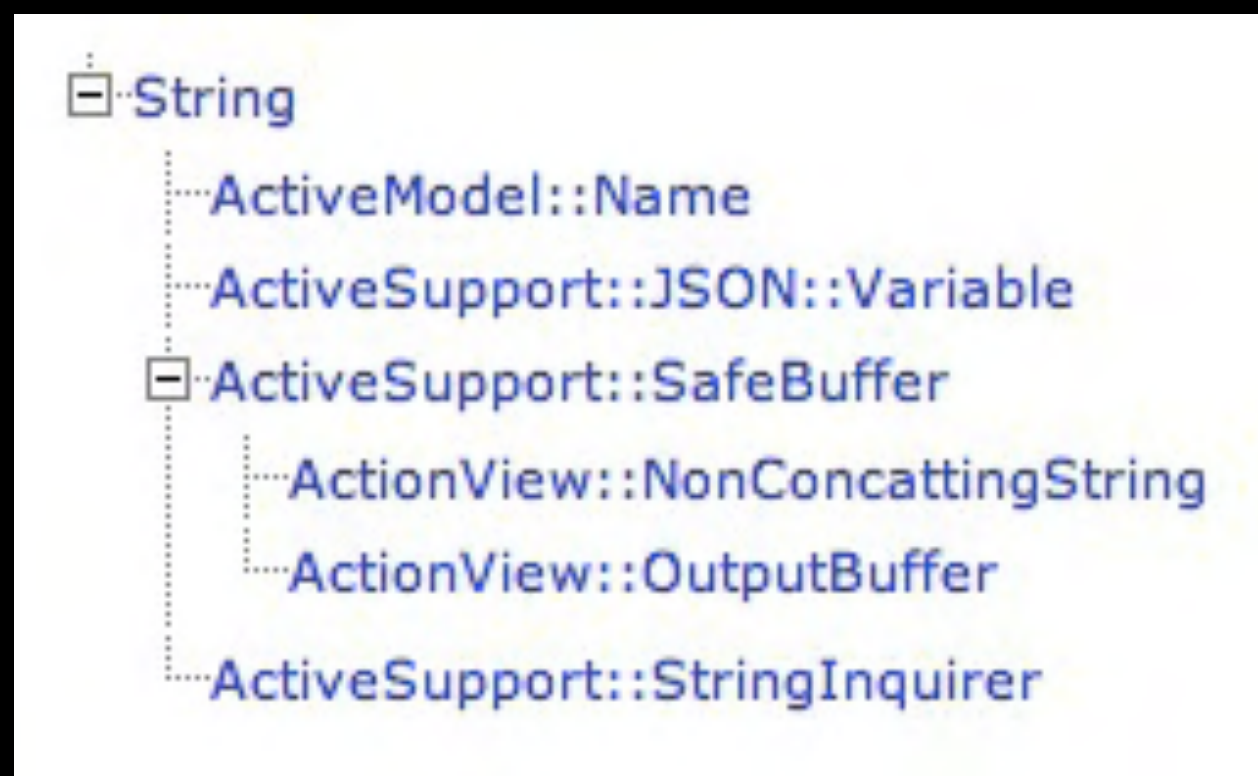 String
ActiveModel::Name
ActiveSupport::JSON::Variable
ActiveSupport::SafeBuffer
ActionView::NonConcattingString
ActionView::OutputBuffer
ActiveSupport::StringInquirer